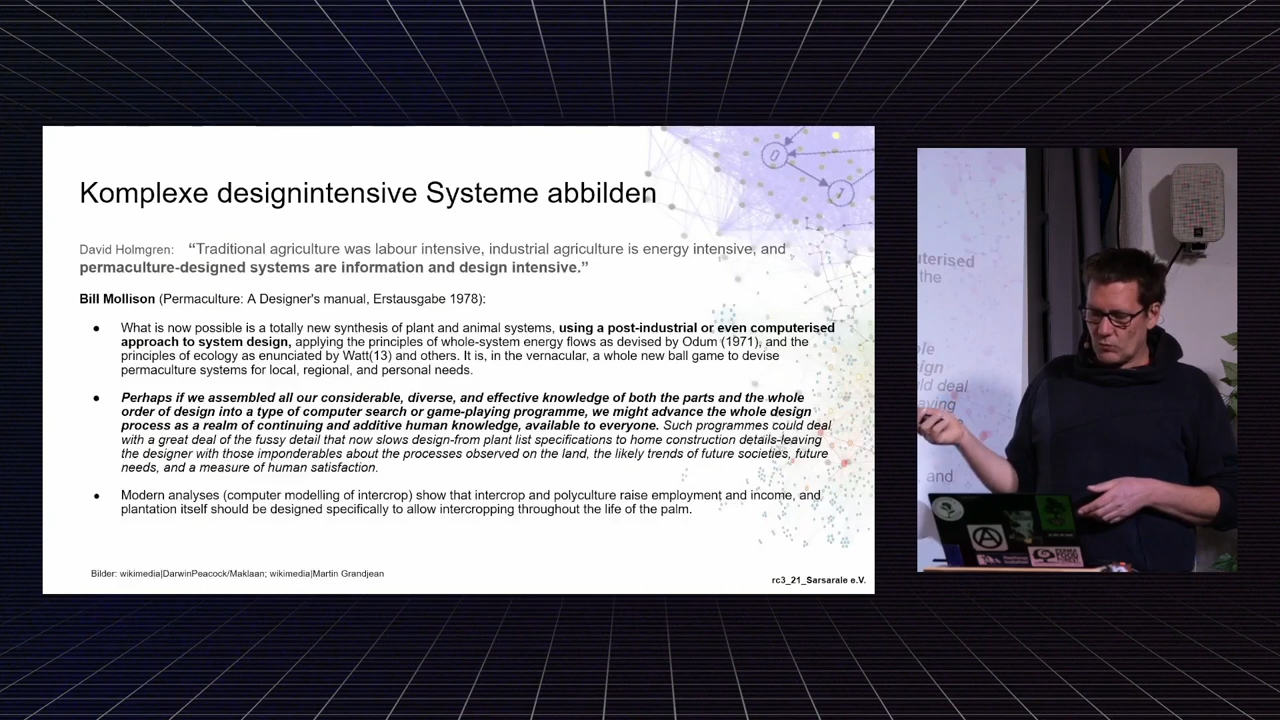 Komplexe designintensive Systeme abbilden
David Holmgren: “Traditional agriculture was labour intensive, industrial agriculture is energy intensive, and
permaculture-designed systems are information and design intensive.”
Bill Mollison (Permaculture: A Designer's manual, Erstausgabe 1978):
● What is now possible is a totally new synthesis of plant and animal systems, using a post-industrial or even computerised
approach to system design, applying the principles of whole-system energy flows as devised by Odum (1971), and the
principles of ecology as enunciated by Watt(13) and others. It is, in the vernacular, a whole new ball game to devise
permaculture systems for local, regional, and personal needs.
● Perhaps if we assembled all our considerable, diverse, and effective knowledge of both the parts and the whole
order of design into a type of computer search or game-playing programme, we might advance the whole design
process as a realm of continuing and additive human knowledge, available to everyone. Such programmes could deal
with a great deal of the fussy detail that now slows design-from plant list specifications to home construction details-leaving
the designer with those imponderables about the processes observed on the land, the likely trends of future societies, future
needs, and a measure of human satisfaction.
● Modern analyses (computer modelling of intercrop) show that intercrop and polyculture raise employment and income, and
plantation itself should be designed specifically to allow intercropping throughout the life of the palm.
Bilder: wikimedia|DarwinPeacock/Maklaan; wikimedia|Martin Grandjean
rc3_21_Sarsarale e.V.
0
1
uterised
the
ole
sign
uld deal
eaving
, and